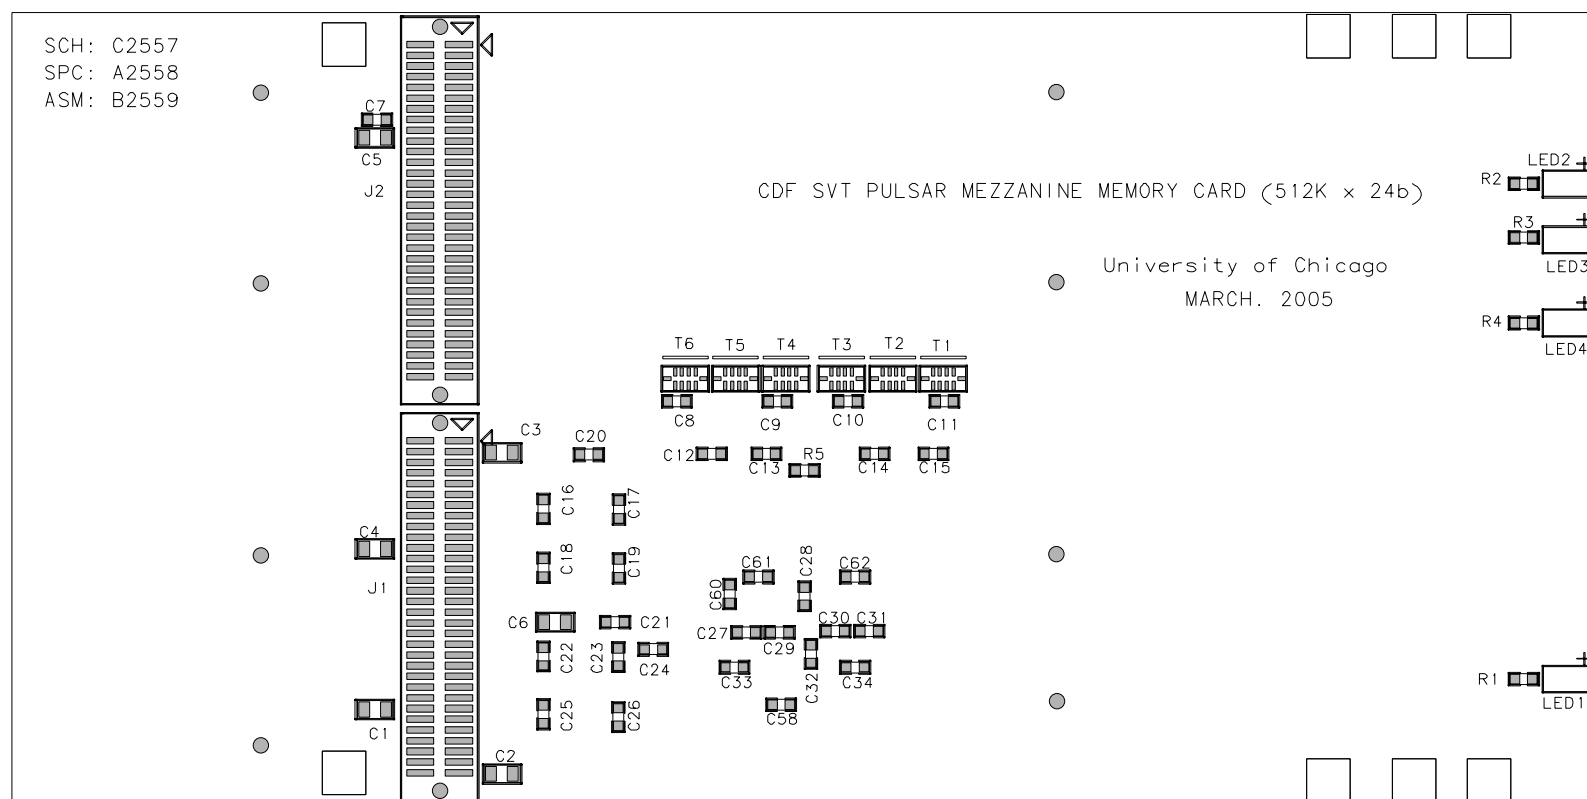 SCH: C2557
SPC: A2558
ASM: B2559
C7
C5
J2
CDF SVT PULSAR MEZZANINE MEMORY CARD (512K x 24b)
University of Chicago
MARCH. 2005
LED2
R2
R3
LED3
R4
LED4
T6 T5 T4 T3 T2 T1
C8 C9 C10 C11
C3
C20
C12 C13 R5 C14 C15
C16 C17
C4
C18 C19
J1
C61 C28 C62
C60
C6 C21
C27 C29 C30 C31
C22 C23 C24
C33 C32 C34
C25 C26
C58
C1
C2
R1
LED1